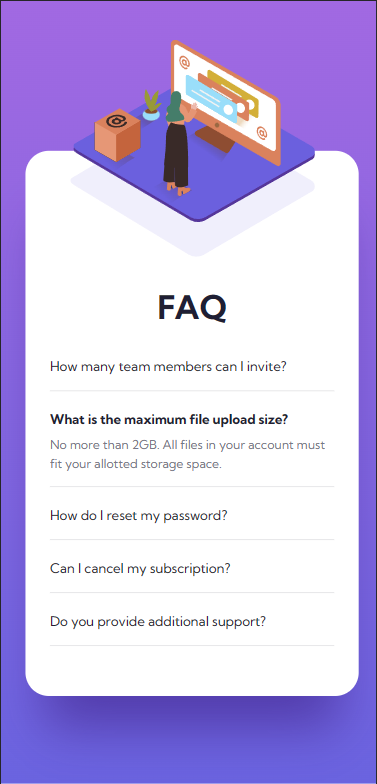 @
@
@
FAQ
How many team members can I invite?
What is the maximum file upload size?
No more than 2GB. All files in your account must
fit your allotted storage space.
How do I reset my password?
Can I cancel my subscription?
Do you provide additional support?